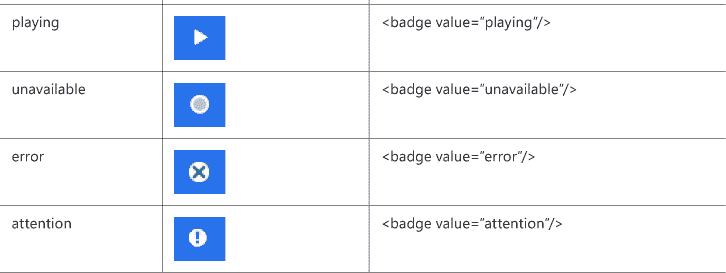 playing <badge value="playing"/>
unavailable <badge value="unavailable"/>
error <badge value="error"/>
attention <badge value="attention"/>